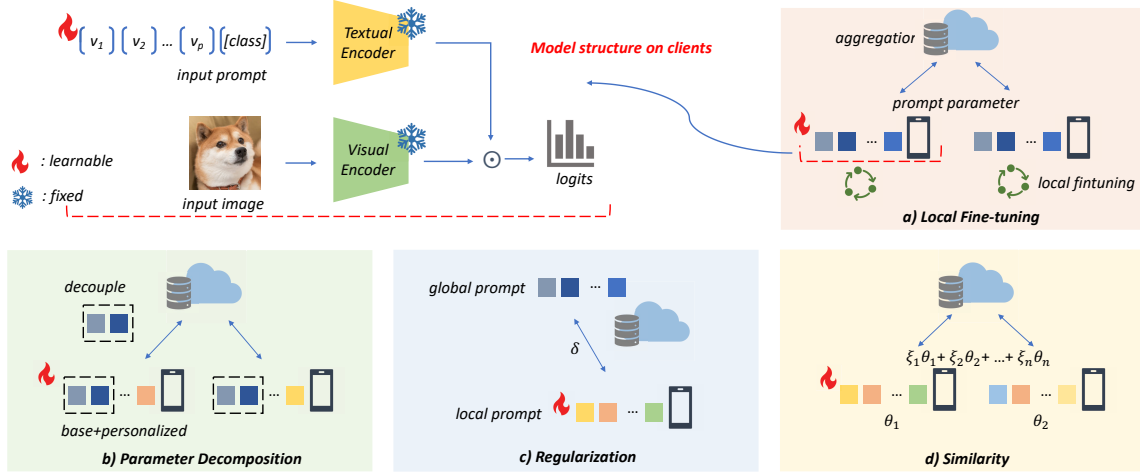 v1 v2 ... vp [class]
input prompt
Textual
Encoder
Model structure on clients
aggregation
prompt parameter
...
...
local fintuning
a) Local Fine-tuning
: learnable
: fixed
input image
Visual
Encoder
logits
decouple
...
...
base+personalized
b) Parameter Decomposition
global prompt
...
δ
local prompt
...
c) Regularization
ξ1θ1+ ξ2θ2+ ...+ ξnθn
...
...
θ1
θ2
d) Similarity